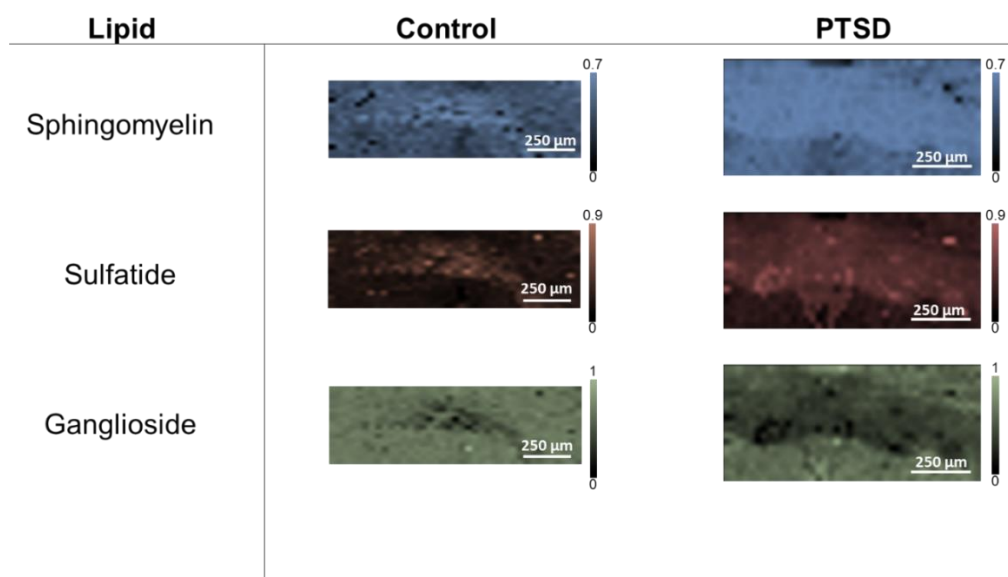 Lipid Control PTSD
Sphingomyelin
0.7
250 µm
0
0.7
250 µm
0
Sulfatide
0.9
250 µm
0
0.9
250 µm
0
Ganglioside
1
250 µm
0
1
250 µm
0